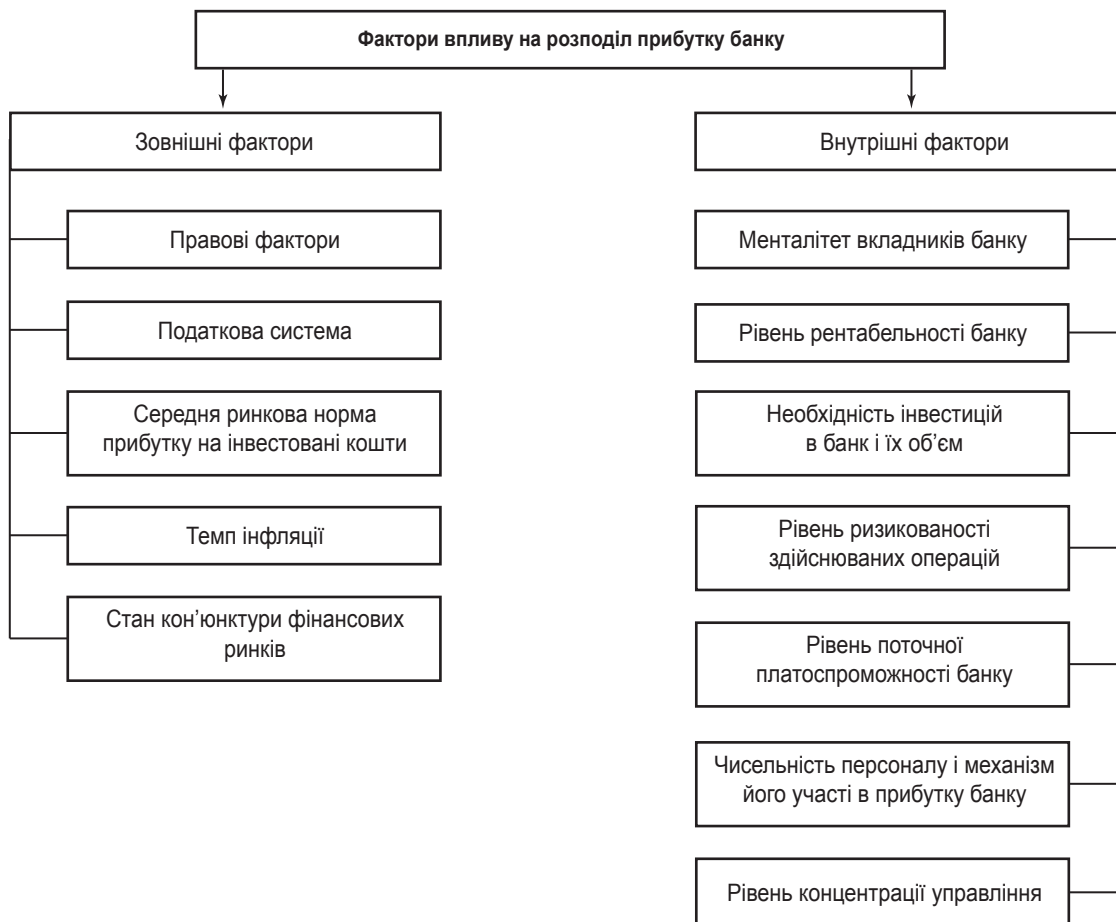 Фактори впливу на розподіл прибутку банку
Зовнішні фактори
Правові фактори
Податкова система
Середня ринкова норма
прибутку на інвестовані кошти
Темп інфляції
Стан кон’юнктури фінансових
ринків
Внутрішні фактори
Менталітет вкладників банку
Рівень рентабельності банку
Необхідність інвестицій
в банк і їх об’єм
Рівень ризикованості
здійснюваних операцій
Рівень поточної
платоспроможності банку
Чисельність персоналу і механізм
його участі в прибутку банку
Рівень концентрації управління